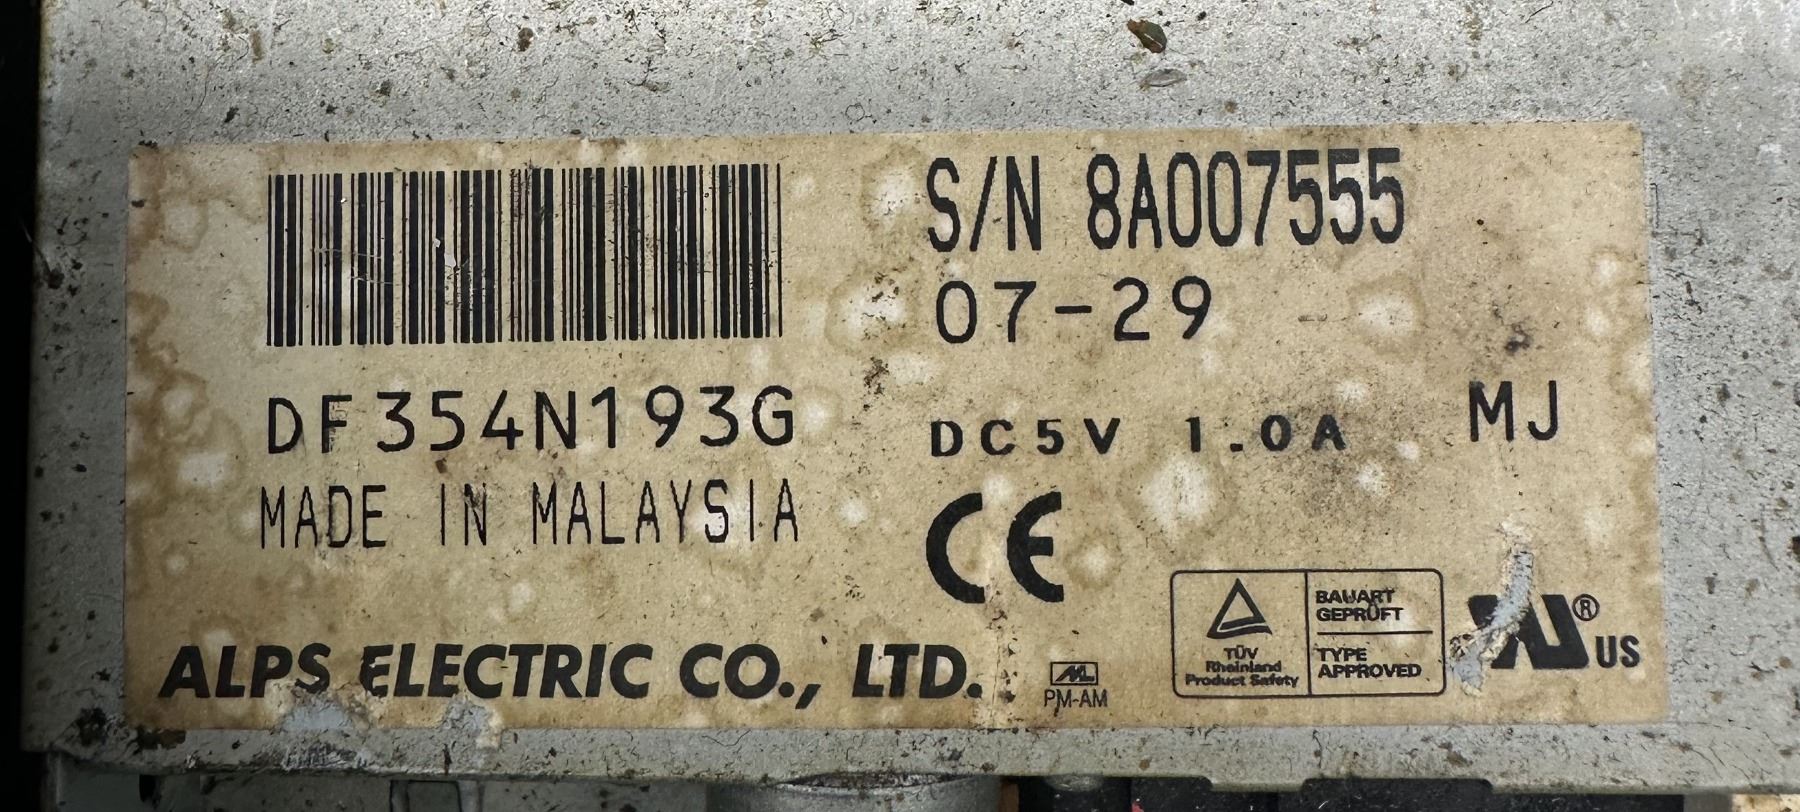 S/N 8A007555
07-29
DF354N193G
DC5V 1.0A MJ
MADE IN MALAYSIA
CE
ALPS ELECTRIC CO., LTD.
PM-AM
TÜV
Rheinland
Product Safety
BAUART
GEPRÜFT
TYPE
APPROVED
® US